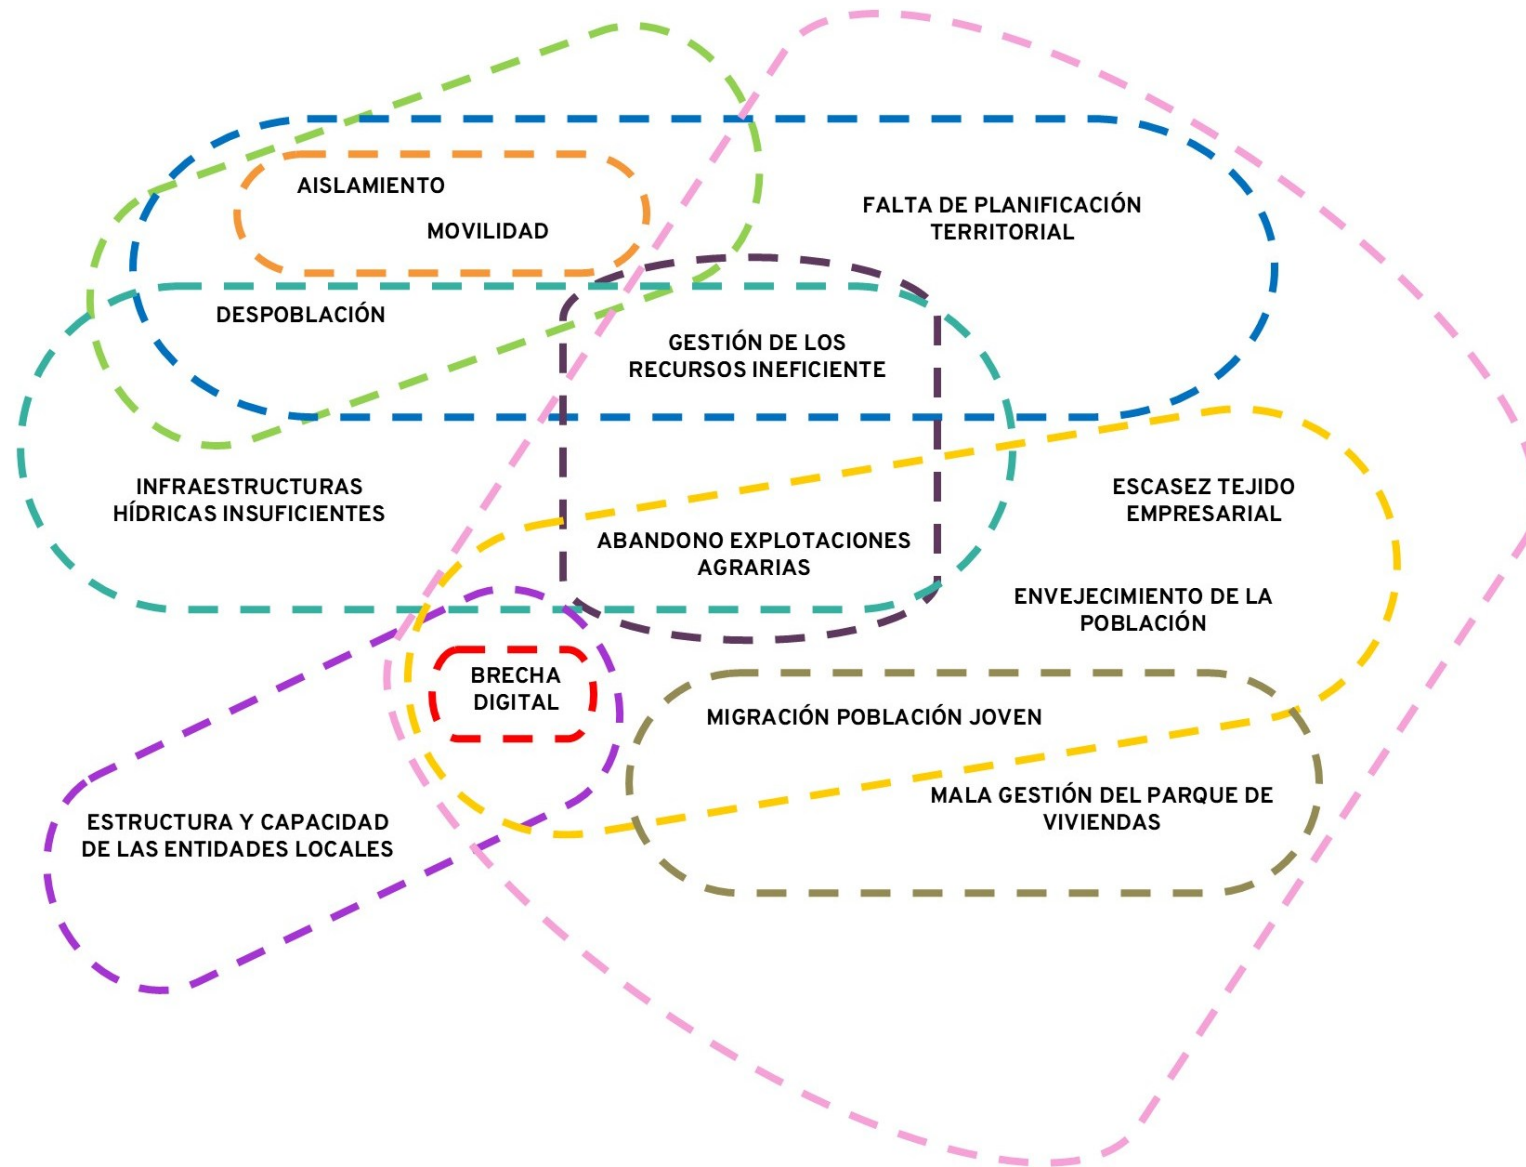 AISLAMIENTO
MOVILIDAD
FALTA DE PLANIFICACIÓN
TERRITORIAL
DESPOBLACIÓN
GESTIÓN DE LOS
RECURSOS INEFICIENTE
INFRAESTRUCTURAS
HÍDRICAS INSUFICIENTES
ESCASEZ TEJIDO
EMPRESARIAL
ABANDONO EXPLOTACIONES
AGRARIAS
ENVEJECIMIENTO DE LA
POBLACIÓN
BRECHA
DIGITAL
MIGRACIÓN POBLACIÓN JOVEN
MALA GESTIÓN DEL PARQUE DE
VIVIENDAS
ESTRUCTURA Y CAPACIDAD
DE LAS ENTIDADES LOCALES